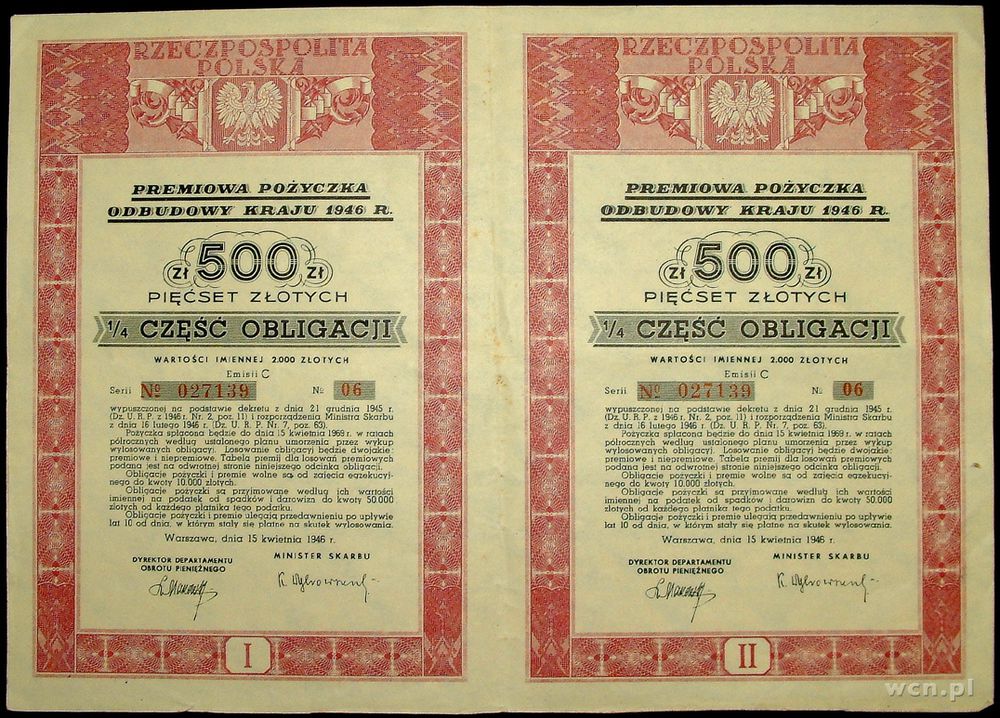 RZECZPOSPOLITA
POLSKA
PREMIOWA POŻYCZKA
ODBUDOWY KRAJU 1946 R.
ZŁ 500 ZŁ
PIĘĆSET ZŁOTYCH
1/4 CZĘŚĆ OBLIGACJI
WARTOŚCI IMIENNEJ 2.000 ZŁOTYCH
Emisii C
Serii № 027139 № 06
wypuszczonej na podstawie dekretu z dnia 21 grudnia 1945 r.
(Dz. U. R. P. z 1946 r. Nr. 2, poz. 11) i rozporządzenia Ministra Skarbu
z dnia 16 lutego 1946 r. (Dz. U. R. P. Nr. 7, poz. 63).
Pożyczka spłacona będzie do dnia 15 kwietnia 1969 r. w ratach
półrocznych według ustalonego planu umorzenia przez wykup
wylosowanych obligacyj. Losowanie obligacyj będzie dwojakie:
premiowe i niepremiowe. Tabela premij dla losowań premiowych
podana jest na odwrotnej stronie niniejszego odcinka obligacji.
Obligacje pożyczki i premie wolne są od zajęcia egzekucyj-
nego do kwoty 10.000 złotych.
Obligacje pożyczki są przyjmowane według ich wartości
imiennej na podatek od spadków i darowizn do kwoty 50.000
złotych od każdego płatnika tego podatku.
Obligacje pożyczki i premie ulegają przedawnieniu po upływie
lat 10 od dnia, w którym stały się płatne na skutek wylosowania.
Warszawa, dnia 15 kwietnia 1946 r.
DYREKTOR DEPARTAMENTU
OBROTU PIENIĘŻNEGO
MINISTER SKARBU
I
RZECZPOSPOLITA
POLSKA
PREMIOWA POŻYCZKA
ODBUDOWY KRAJU 1946 R.
ZŁ 500 ZŁ
PIĘĆSET ZŁOTYCH
1/4 CZĘŚĆ OBLIGACJI
WARTOŚCI IMIENNEJ 2.000 ZŁOTYCH
Emisii C
Serii № 027139 № 06
wypuszczonej na podstawie dekretu z dnia 21 grudnia 1945 r.
(Dz. U. R. P. z 1946 r. Nr. 2, poz. 11) i rozporządzenia Ministra Skarbu
z dnia 16 lutego 1946 r. (Dz. U. R. P. Nr. 7, poz. 63).
Pożyczka spłacona będzie do dnia 15 kwietnia 1969 r. w ratach
półrocznych według ustalonego planu umorzenia przez wykup
wylosowanych obligacyj. Losowanie obligacyj będzie dwojakie:
premiowe i niepremiowe. Tabela premij dla losowań premiowych
podana jest na odwrotnej stronie niniejszego odcinka obligacji.
Obligacje pożyczki i premie wolne są od zajęcia egzekucyj-
nego do kwoty 10.000 złotych.
Obligacje pożyczki są przyjmowane według ich wartości
imiennej na podatek od spadków i darowizn do kwoty 50.000
złotych od każdego płatnika tego podatku.
Obligacje pożyczki i premie ulegają przedawnieniu po upływie
lat 10 od dnia, w którym stały się płatne na skutek wylosowania.
Warszawa, dnia 15 kwietnia 1946 r.
DYREKTOR DEPARTAMENTU
OBROTU PIENIĘŻNEGO
MINISTER SKARBU
II
wcn.pl